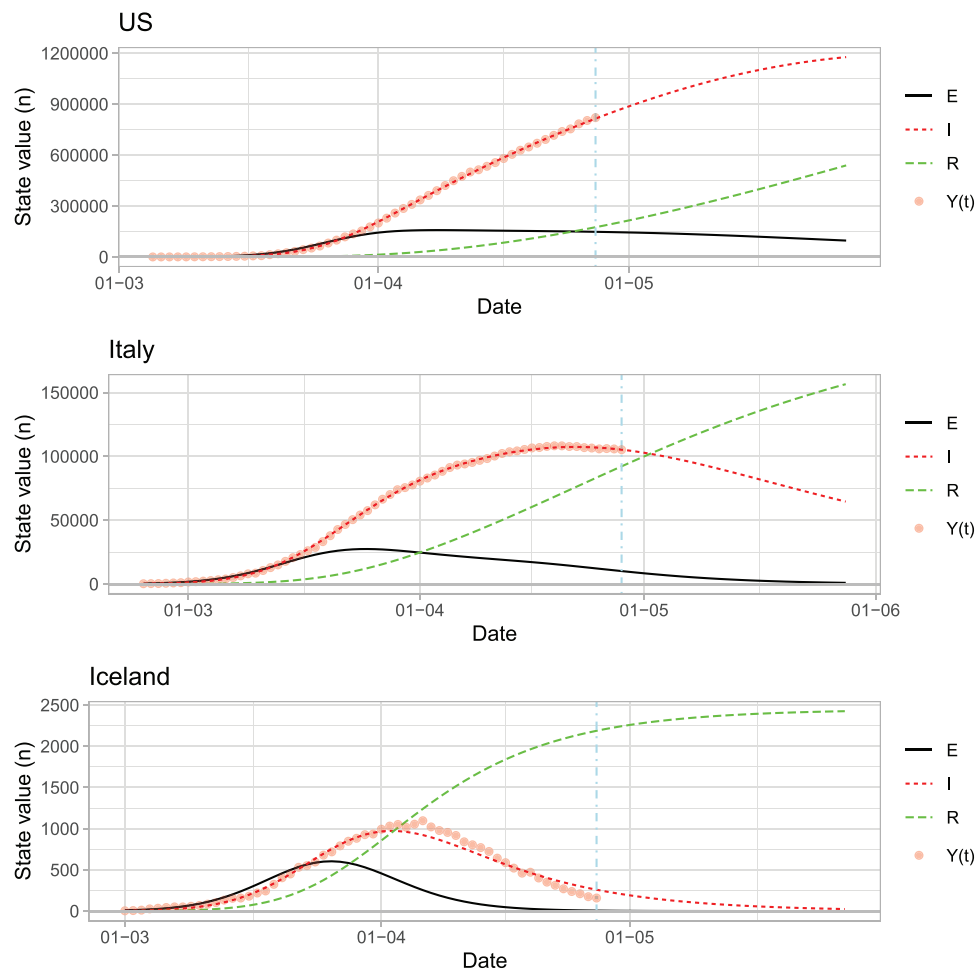 US
State value (n)
1200000
900000
600000
300000
0
01−03
01−04
01−05
Date
E
I
R
Y(t)
Italy
State value (n)
150000
100000
50000
0
01−03
01−04
01−05
01−06
Date
E
I
R
Y(t)
Iceland
State value (n)
2500
2000
1500
1000
500
0
01−03
01−04
01−05
Date
E
I
R
Y(t)